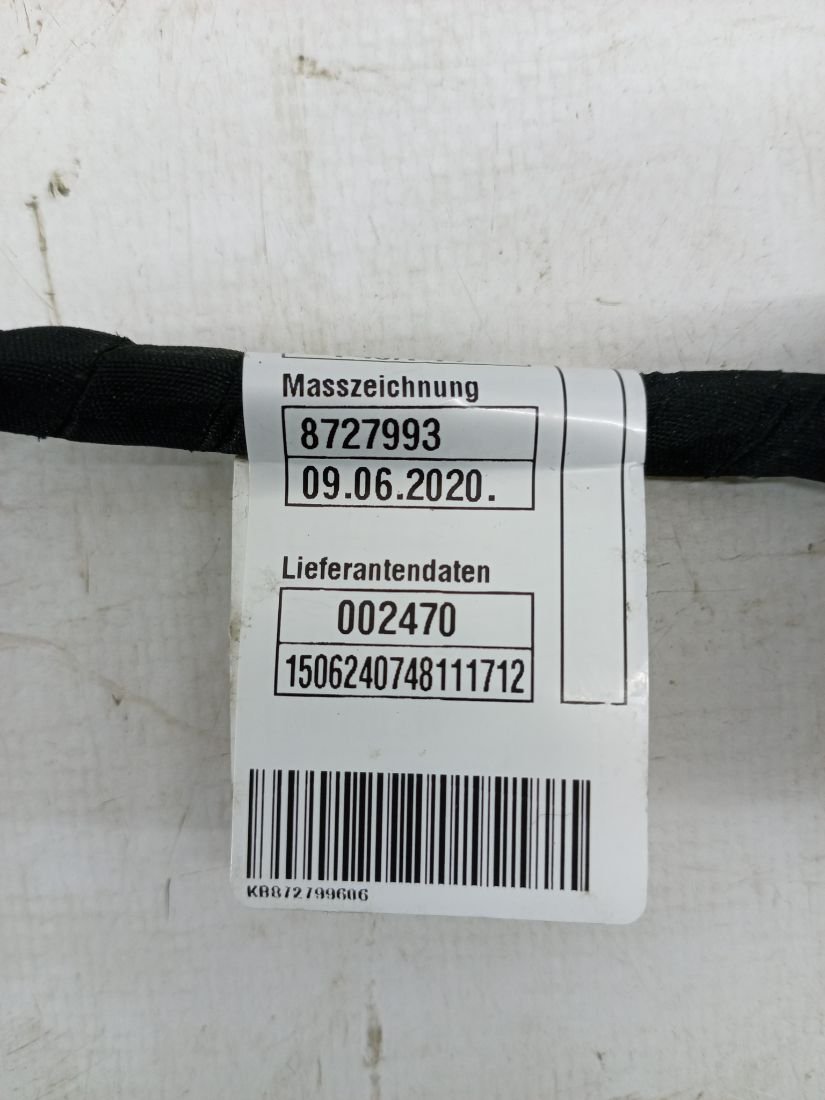 Masszeichnung
8727993
09.06.2020.
Lieferantendaten
002470
1506240748111712
KB872799606